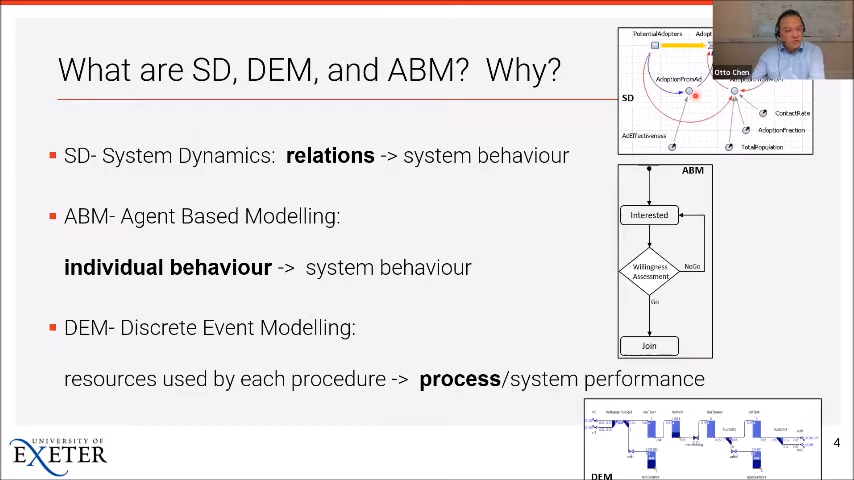 What are SD, DEM, and ABM? Why?
SD- System Dynamics: relations -> system behaviour
ABM- Agent Based Modelling:
individual behaviour -> system behaviour
DEM- Discrete Event Modelling:
resources used by each procedure -> process/system performance
PotentialAdopters
Otto Chen
AdoptionFromAd
SD
ContactRate
AdoptionFraction
AdEffectiveness
TotalPopulation
ABM
Interested
Willingness
Assessment
NoGo
Go
Join
DEM
UNIVERSITY OF
EXETER
4